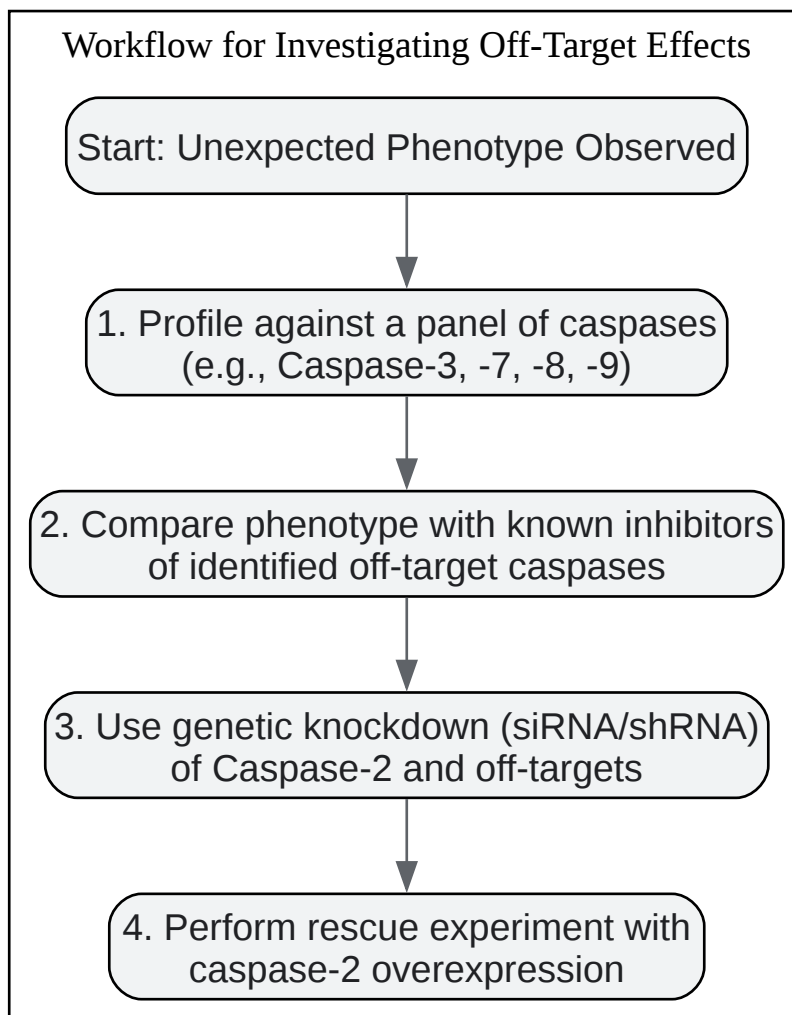 Workflow for Investigating Off-Target Effects
Start: Unexpected Phenotype Observed
1. Profile against a panel of caspases
(e.g., Caspase-3, -7, -8, -9)
2. Compare phenotype with known inhibitors
of identified off-target caspases
3. Use genetic knockdown (siRNA/shRNA)
of Caspase-2 and off-targets
4. Perform rescue experiment with
caspase-2 overexpression